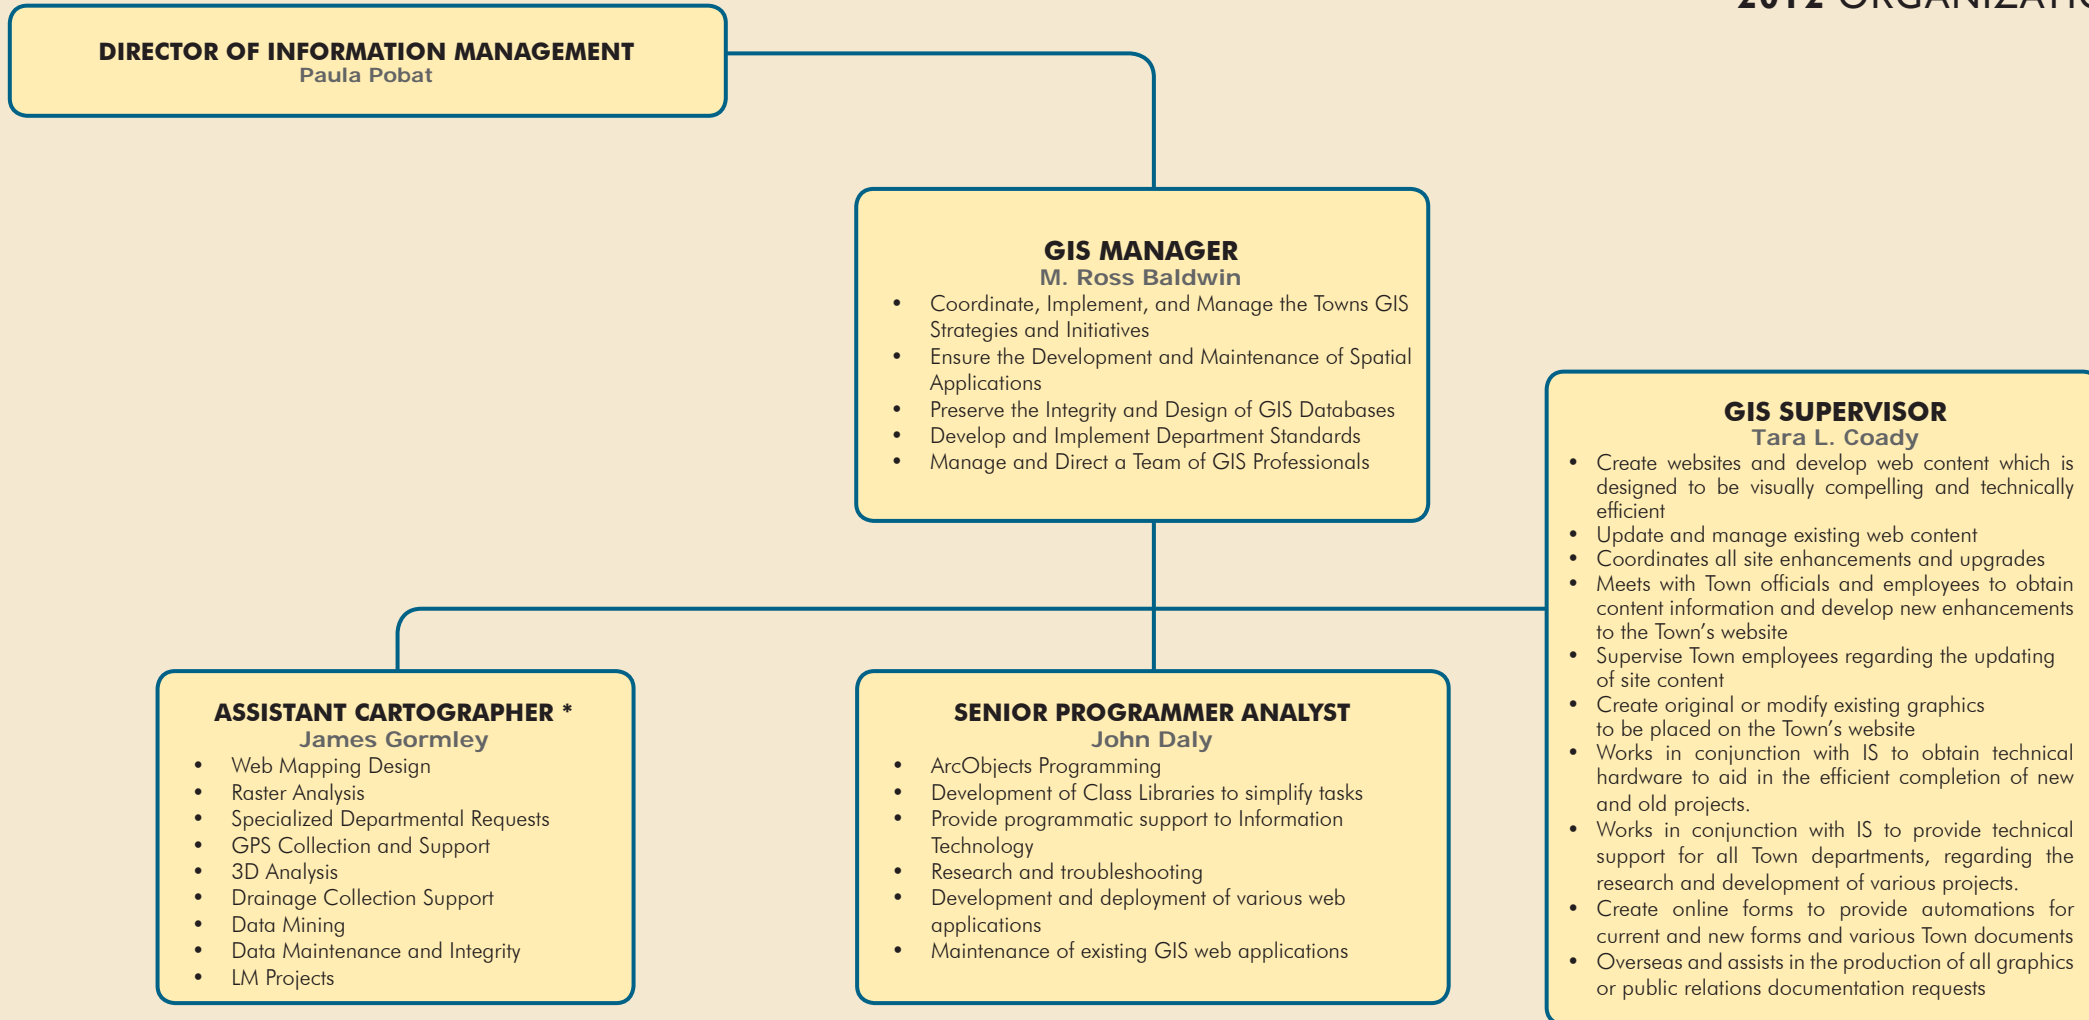 2012 ORGANIZATIO
DIRECTOR OF INFORMATION MANAGEMENT
Paula Pobat
GIS MANAGER
M. Ross Baldwin
• Coordinate, Implement, and Manage the Towns GIS
Strategies and Initiatives
• Ensure the Development and Maintenance of Spatial
Applications
• Preserve the Integrity and Design of GIS Databases
• Develop and Implement Department Standards
• Manage and Direct a Team of GIS Professionals
GIS SUPERVISOR
Tara L. Coady
• Create websites and develop web content which is
designed to be visually compelling and technically
efficient
• Update and manage existing web content
• Coordinates all site enhancements and upgrades
• Meets with Town officials and employees to obtain
content information and develop new enhancements
to the Town's website
• Supervise Town employees regarding the updating
of site content
• Create original or modify existing graphics
to be placed on the Town's website
• Works in conjunction with IS to obtain technical
hardware to aid in the efficient completion of new
and old projects.
• Works in conjunction with IS to provide technical
support for all Town departments, regarding the
research and development of various projects.
• Create online forms to provide automations for
current and new forms and various Town documents
• Overseas and assists in the production of all graphics
or public relations documentation requests
ASSISTANT CARTOGRAPHER *
James Gormley
• Web Mapping Design
• Raster Analysis
• Specialized Departmental Requests
• GPS Collection and Support
• 3D Analysis
• Drainage Collection Support
• Data Mining
• Data Maintenance and Integrity
• LM Projects
SENIOR PROGRAMMER ANALYST
John Daly
• ArcObjects Programming
• Development of Class Libraries to simplify tasks
• Provide programmatic support to Information
Technology
• Research and troubleshooting
• Development and deployment of various web
applications
• Maintenance of existing GIS web applications